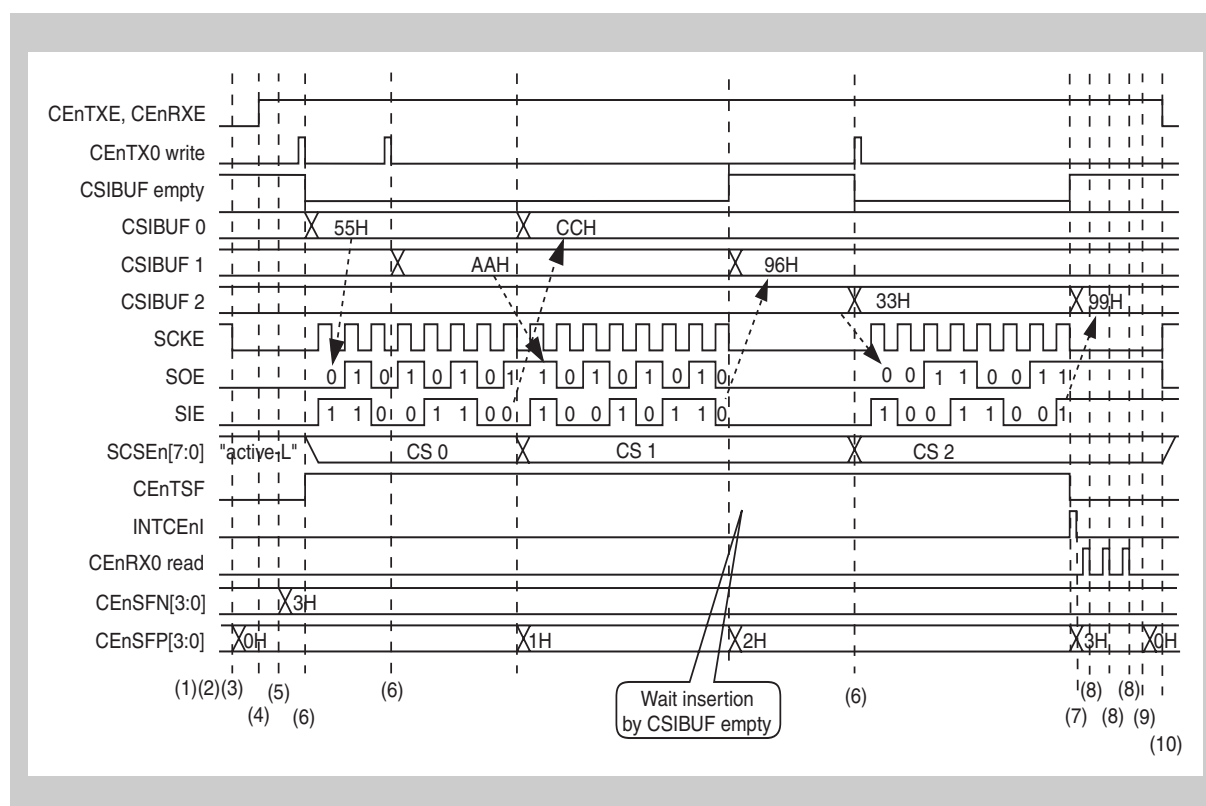 CEnTXE, CEnRXE
CEnTX0 write
CSIBUF empty
CSIBUF 0 55H CCH
CSIBUF 1 AAH 96H
CSIBUF 2 33H 99H
SCKE
SOE 0 1 0 1 0 1 0 1 1 0 1 0 1 0 1 0 0 0 1 1 0 0 1 1
SIE 1 1 0 0 1 1 0 0 1 0 0 1 0 1 1 0 1 0 0 1 1 0 0 1
SCSEn[7:0] "active-L" CS 0 CS 1 CS 2
CEnTSF
INTCEnI
CEnRX0 read
CEnSFN[3:0] 3H
CEnSFP[3:0] 0H 1H 2H 3H 0H
(1)(2)(3) (5) (6) (6) (8) (8)
(4) (6) (7) (8) (9)
(10)
Wait insertion
by CSIBUF empty